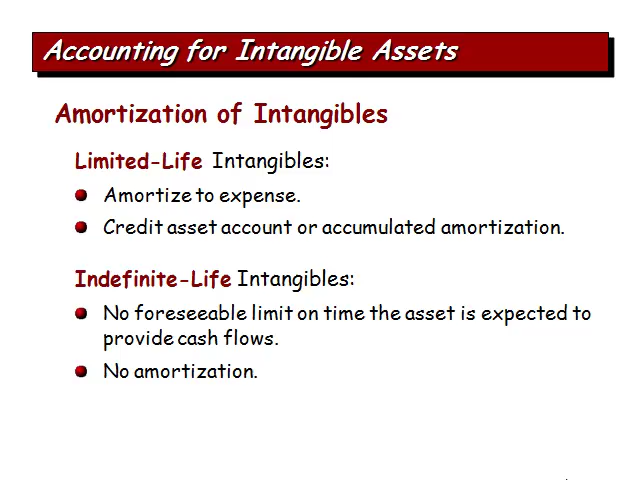 Accounting for Intangible Assets
Amortization of Intangibles
Limited-Life Intangibles:
Amortize to expense.
Credit asset account or accumulated amortization.
Indefinite-Life Intangibles:
No foreseeable limit on time the asset is expected to
provide cash flows.
No amortization.